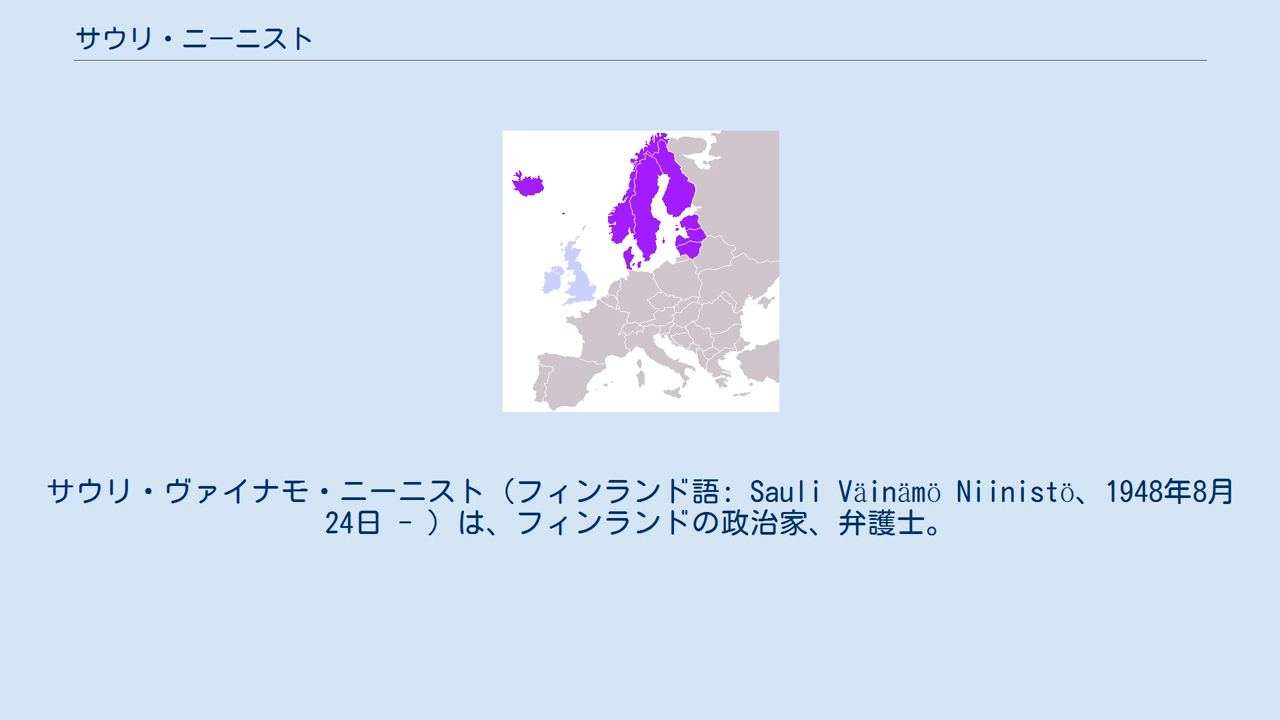 サウリ・ニーニスト
サウリ・ヴァイナモ・ニーニスト（フィンランド語: Sauli Väinämö Niinistö、1948年8月
24日 - ）は、フィンランドの政治家、弁護士。